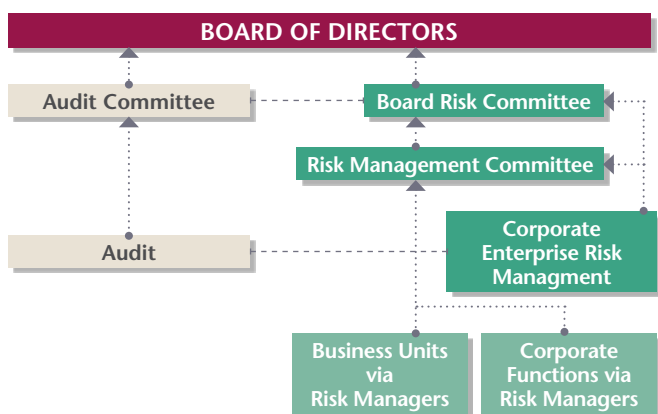 BOARD OF DIRECTORS
Audit Committee
Board Risk Committee
Risk Management Committee
Audit
Corporate
Enterprise Risk
Managment
Business Units
via
Risk Managers
Corporate
Functions via
Risk Managers